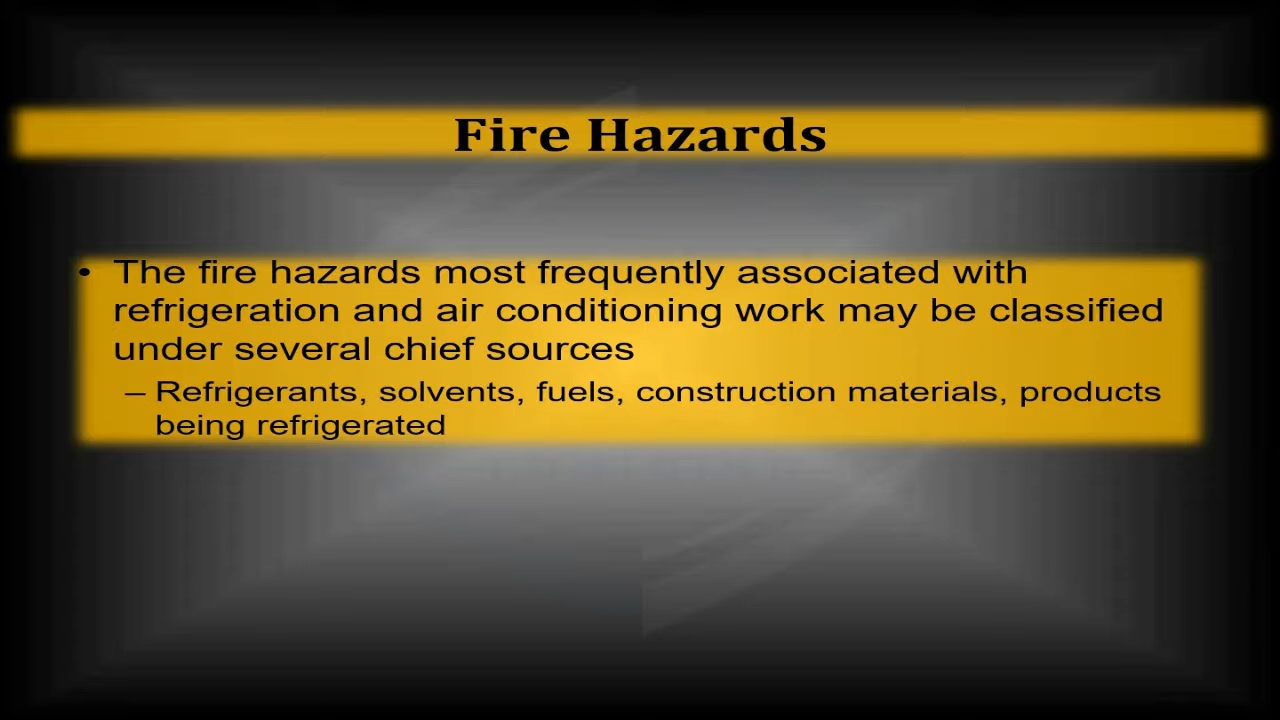 Fire Hazards
• The fire hazards most frequently associated with
refrigeration and air conditioning work may be classified
under several chief sources
– Refrigerants, solvents, fuels, construction materials, products
being refrigerated